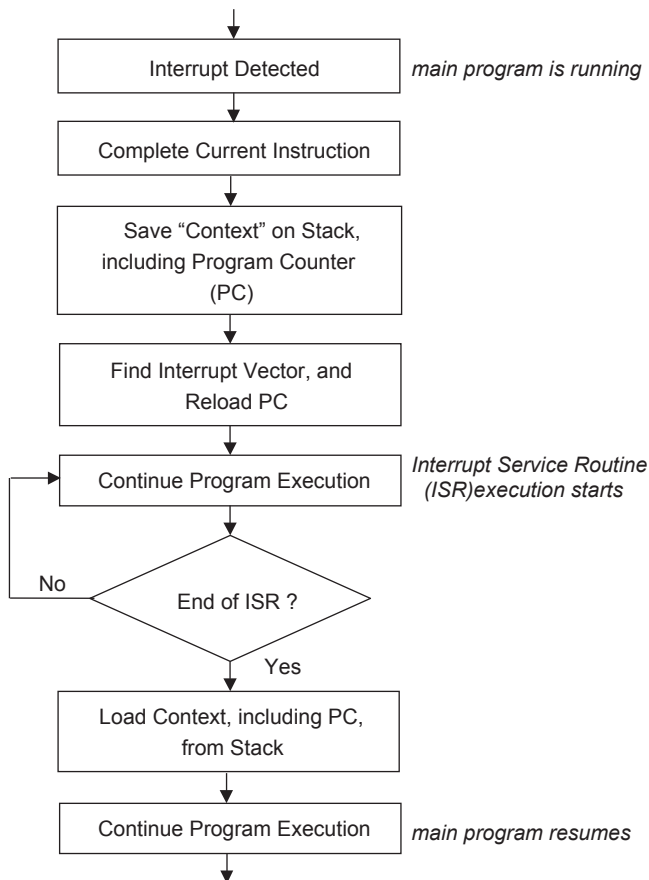 Interrupt Detected
main program is running
Complete Current Instruction
Save “Context” on Stack,
including Program Counter
(PC)
Find Interrupt Vector, and
Reload PC
Continue Program Execution
Interrupt Service Routine
(ISR)execution starts
No
End of ISR ?
Yes
Load Context, including PC,
from Stack
Continue Program Execution
main program resumes